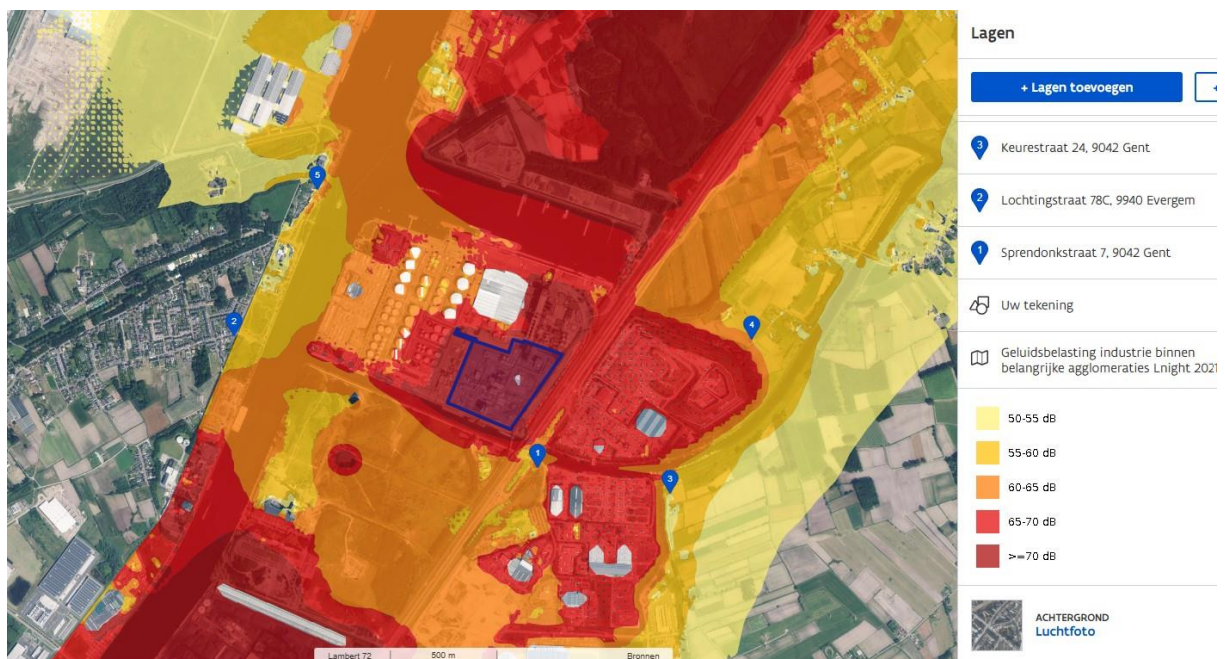 5
2
4
1
3
Lambert 72
500 m
Bronnen
Lagen
+ Lagen toevoegen
+
3
Keurestraat 24, 9042 Gent
2
Lochtingstraat 78C, 9940 Evergem
1
Sprendonkstraat 7, 9042 Gent
Uw tekening
Geluidsbelasting industrie binnen
belangrijke agglomeraties Lnight 2021
50-55 dB
55-60 dB
60-65 dB
65-70 dB
>=70 dB
ACHTERGROND
Luchtfoto